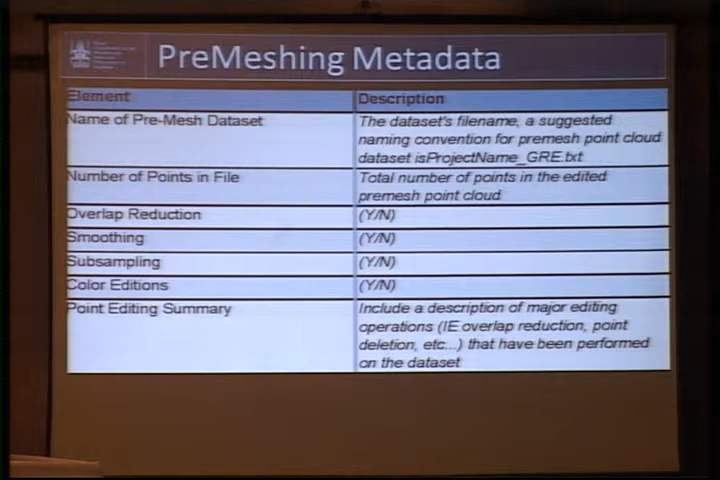 PreMeshing Metadata
Element
Description
Name of Pre-Mesh Dataset
The dataset's filename, a suggested
naming convention for premesh point cloud
dataset isProjectName_GRE.txt
Number of Points in File
Total number of points in the edited
premesh point cloud
Overlap Reduction
(Y/N)
Smoothing
(Y/N)
Subsampling
(Y/N)
Color Editions
(Y/N)
Point Editing Summary
Include a description of major editing
operations (IE overlap reduction, point
deletion, etc...) that have been performed
on the dataset